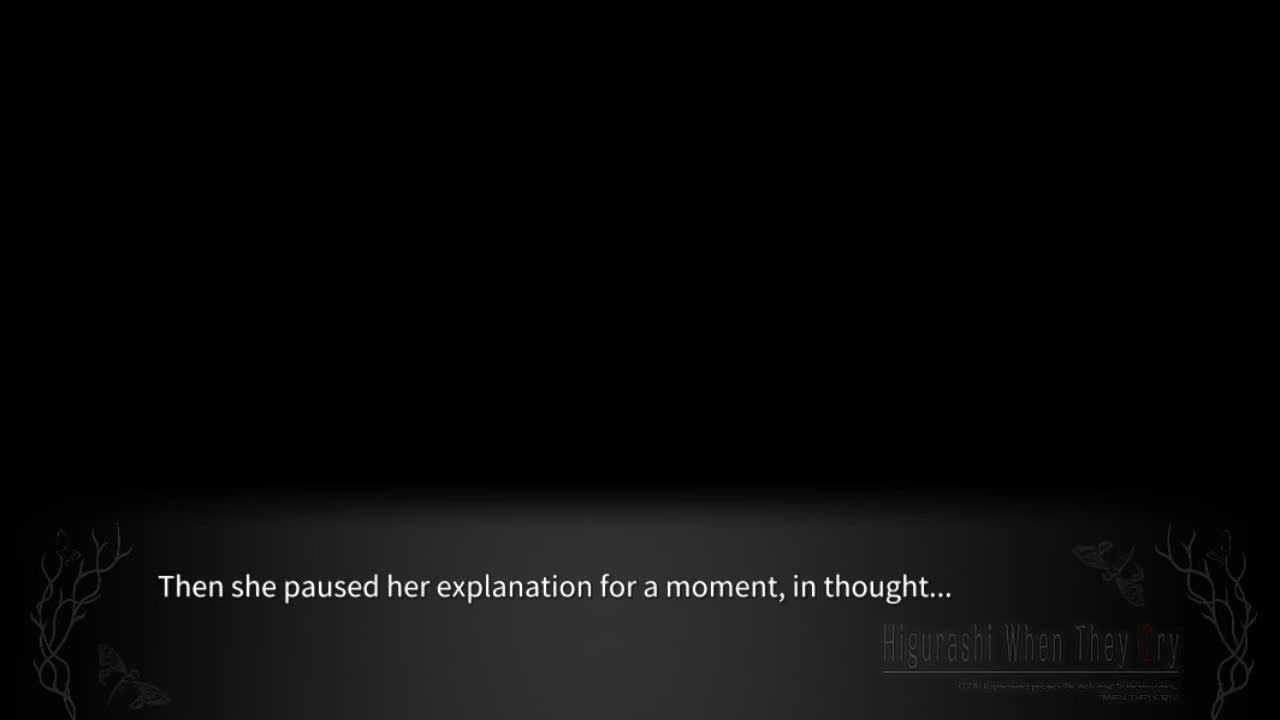 Then she paused her explanation for a moment, in thought...
Higurashi When They Cry